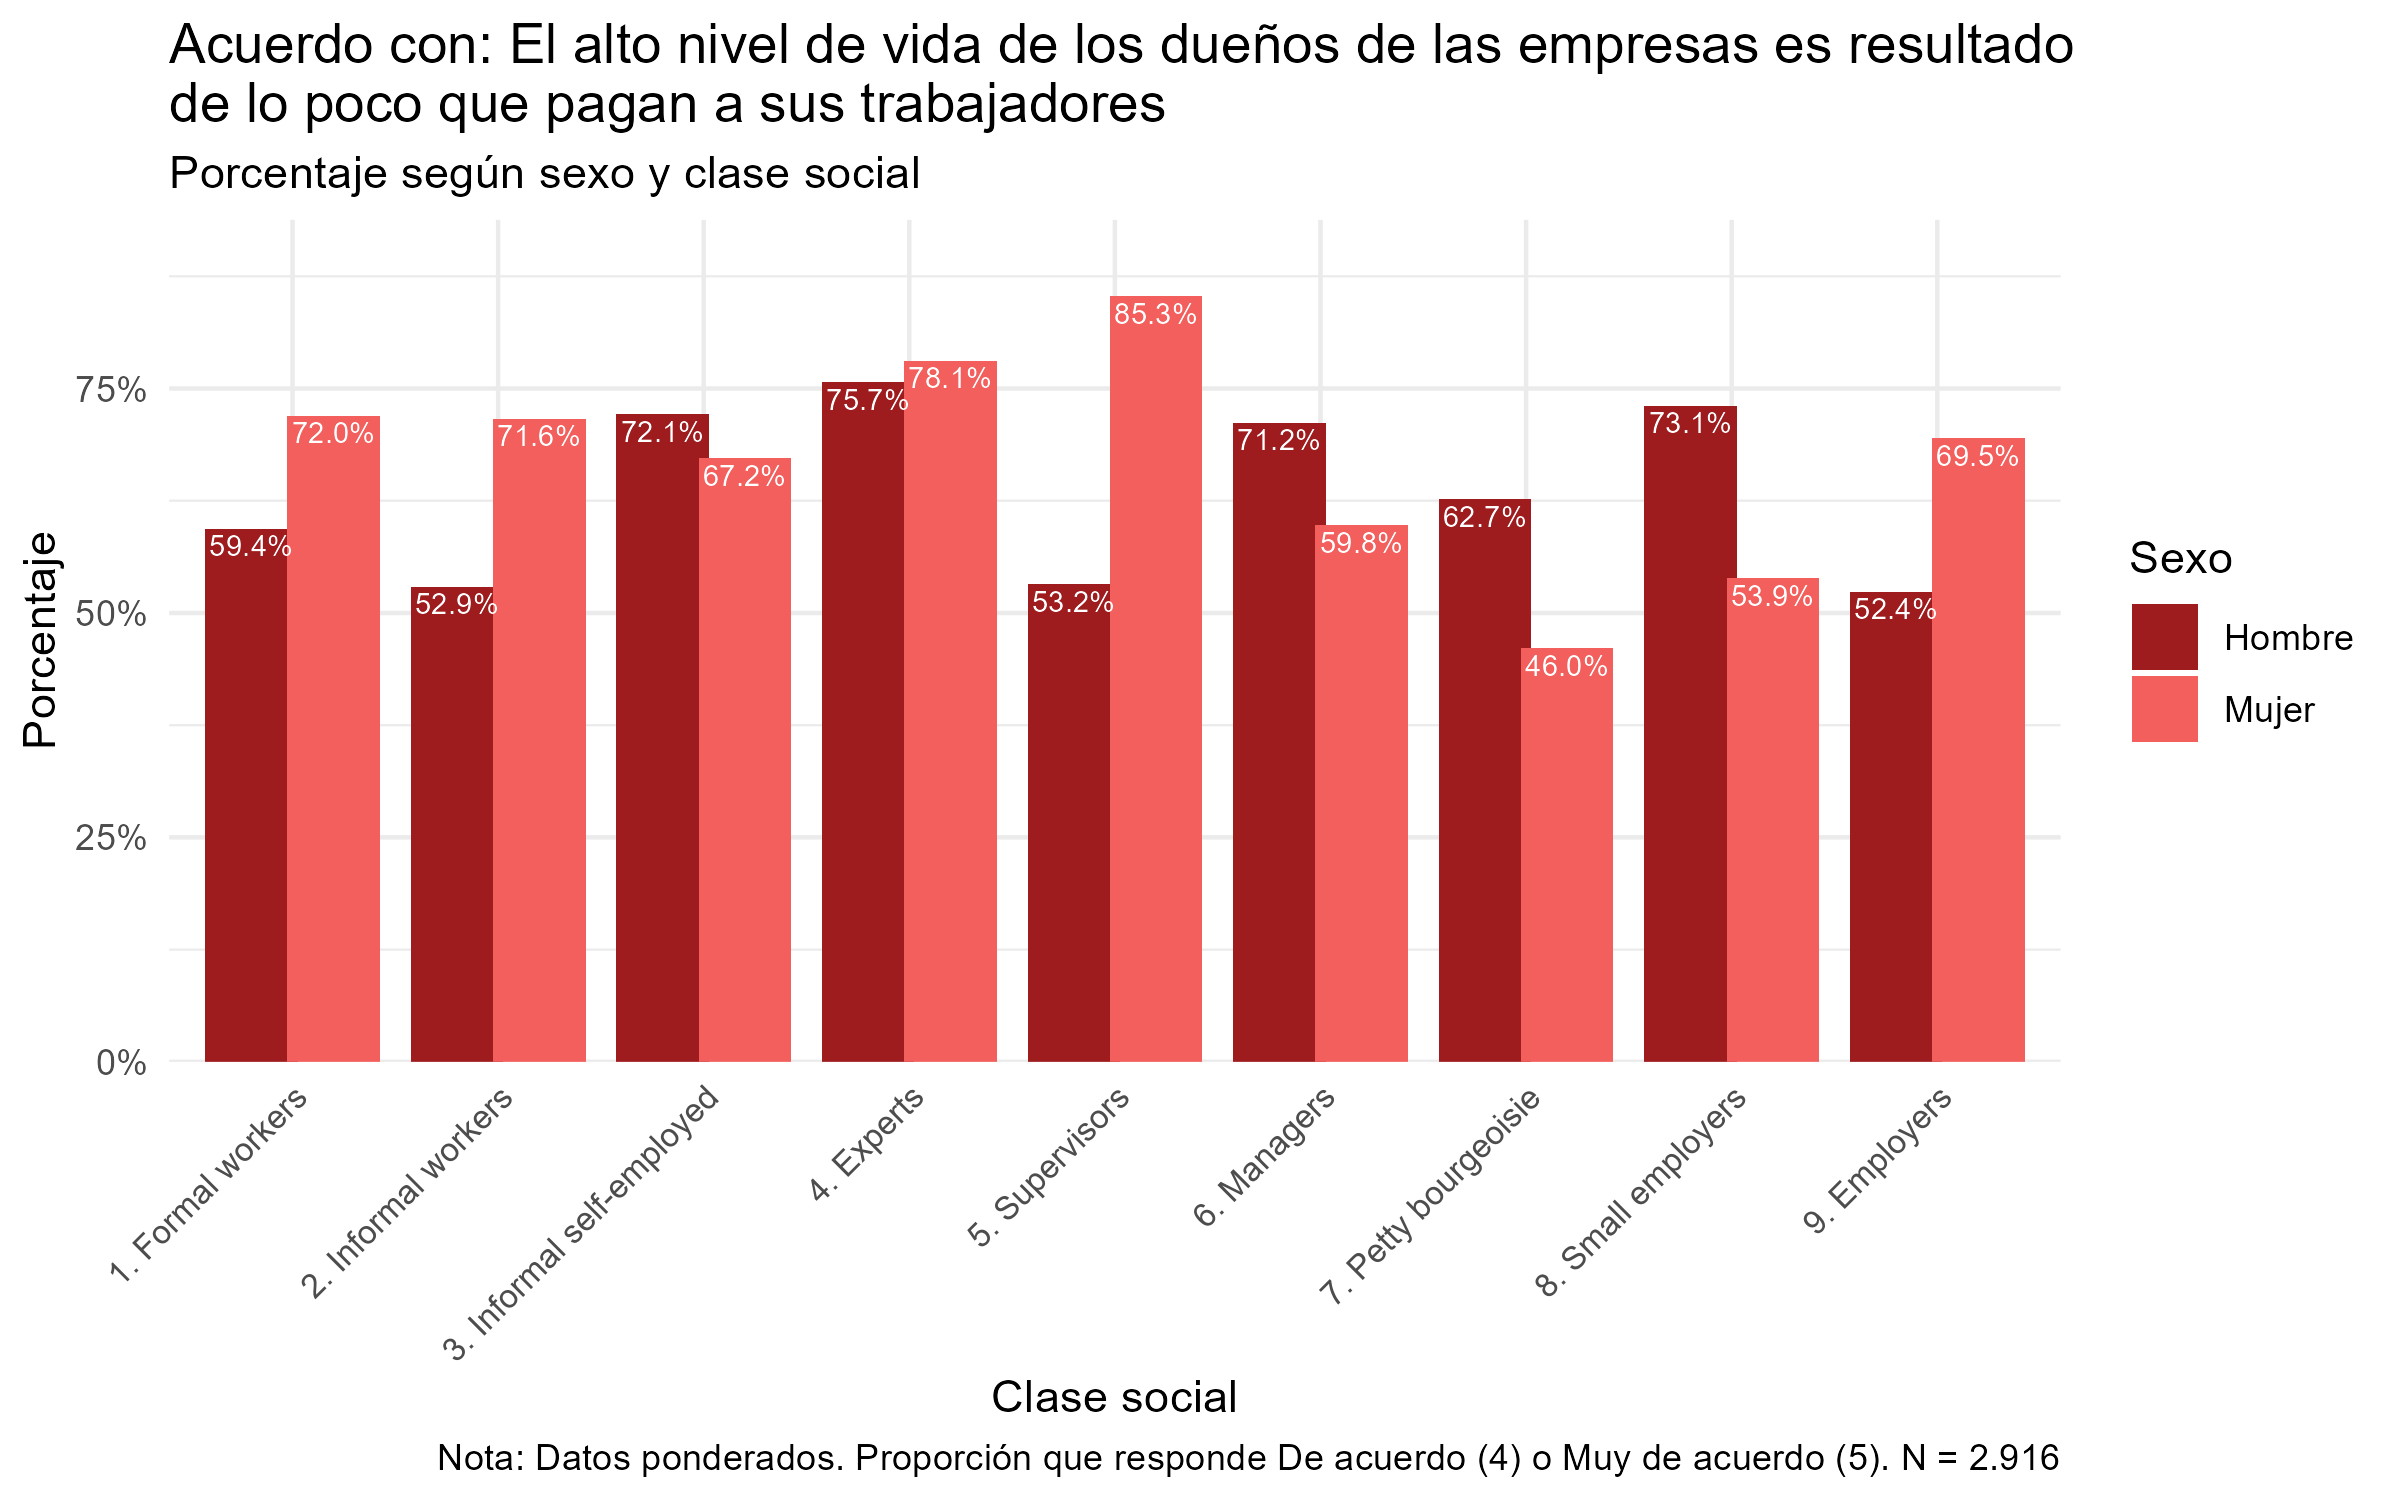 Acuerdo con: El alto nivel de vida de los dueños de las empresas es resultado
de lo poco que pagan a sus trabajadores
Porcentaje según sexo y clase social
Porcentaje
75%
50%
25%
0%
59.4%
72.0%
52.9%
71.6%
72.1%
67.2%
75.7%
78.1%
53.2%
85.3%
71.2%
59.8%
62.7%
46.0%
73.1%
53.9%
52.4%
69.5%
Sexo
Hombre
Mujer
1. Formal workers
2. Informal workers
3. Informal self-employed
4. Experts
5. Supervisors
6. Managers
7. Petty bourgeoisie
8. Small employers
9. Employers
Clase social
Nota: Datos ponderados. Proporción que responde De acuerdo (4) o Muy de acuerdo (5). N = 2.916